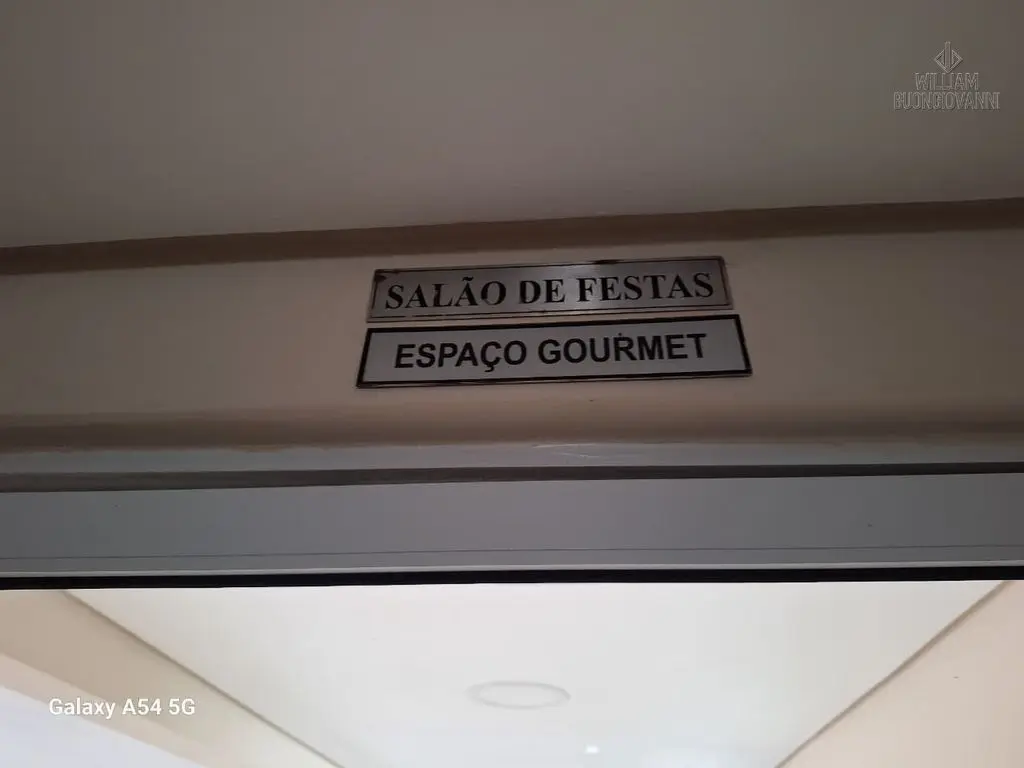 WILLIAM
BUONGIOVANNI
SALÃO DE FESTAS
ESPAÇO GOURMET
Galaxy A54 5G